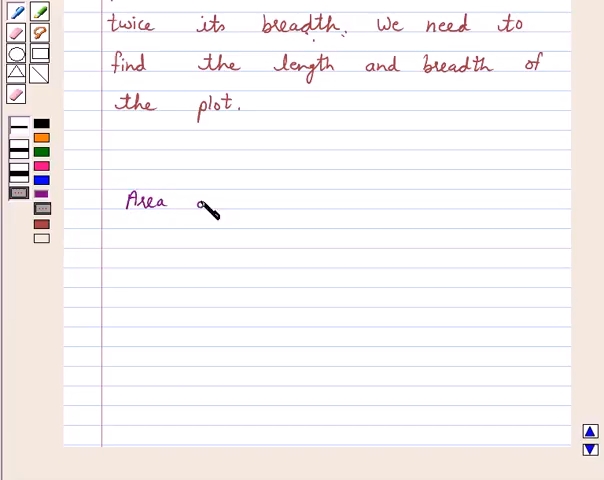 twice its breadth. We need to
find the length and breadth of
the plot.
Area o